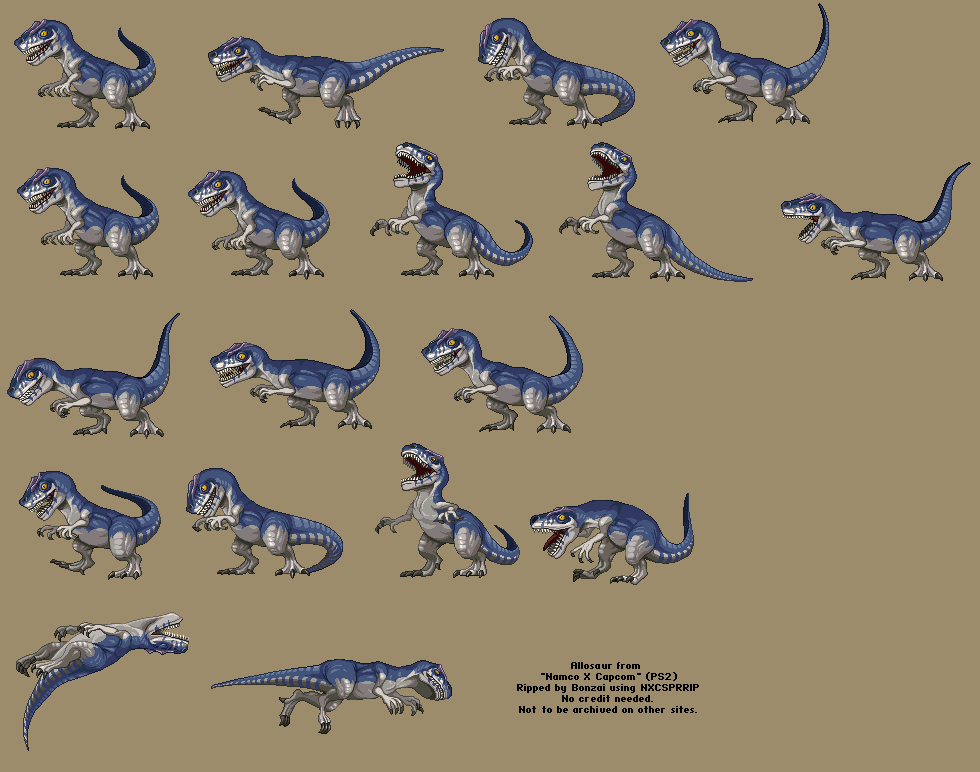 Allosaur from
"Namco X Capcom" (PS2)
Ripped by Bonzai using NXCSPRRIP
No credit needed.
Not to be archived on other sites.